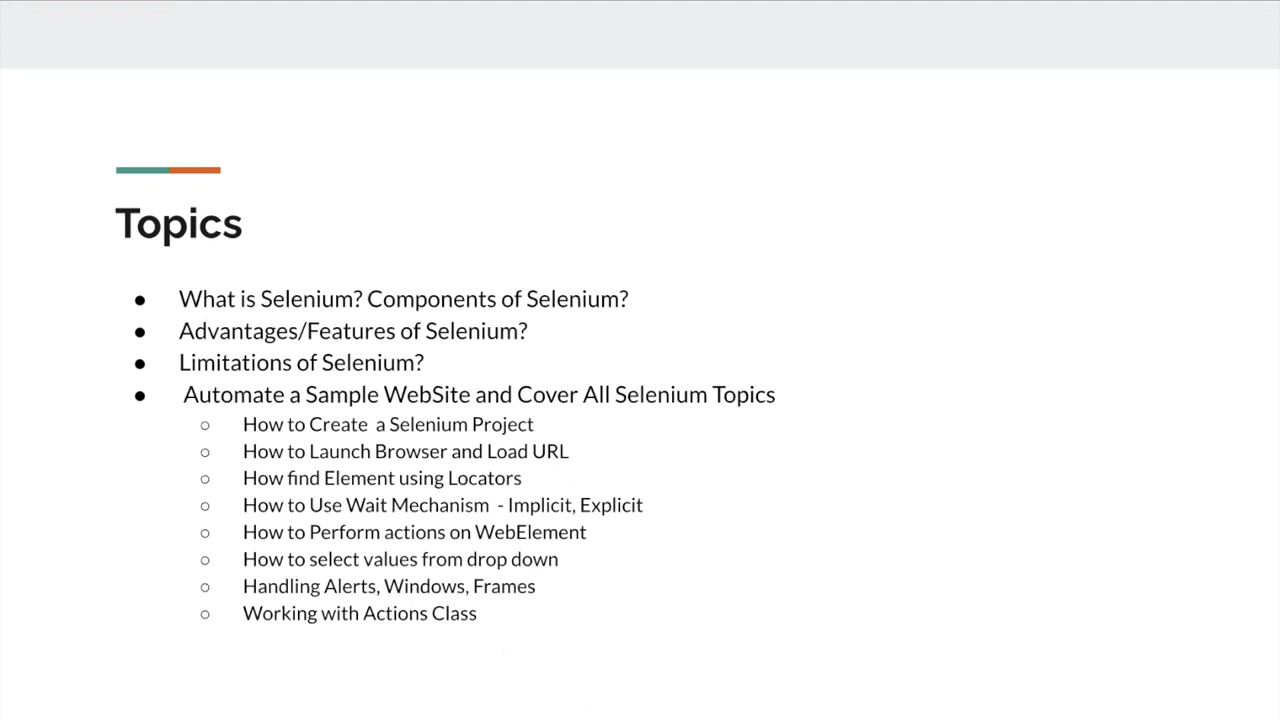 Topics
● What is Selenium? Components of Selenium?
● Advantages/Features of Selenium?
● Limitations of Selenium?
● Automate a Sample WebSite and Cover All Selenium Topics
○ How to Create  a Selenium Project
○ How to Launch Browser and Load URL
○ How find Element using Locators
○ How to Use Wait Mechanism  - Implicit, Explicit
○ How to Perform actions on WebElement
○ How to select values from drop down
○ Handling Alerts, Windows, Frames
○ Working with Actions Class